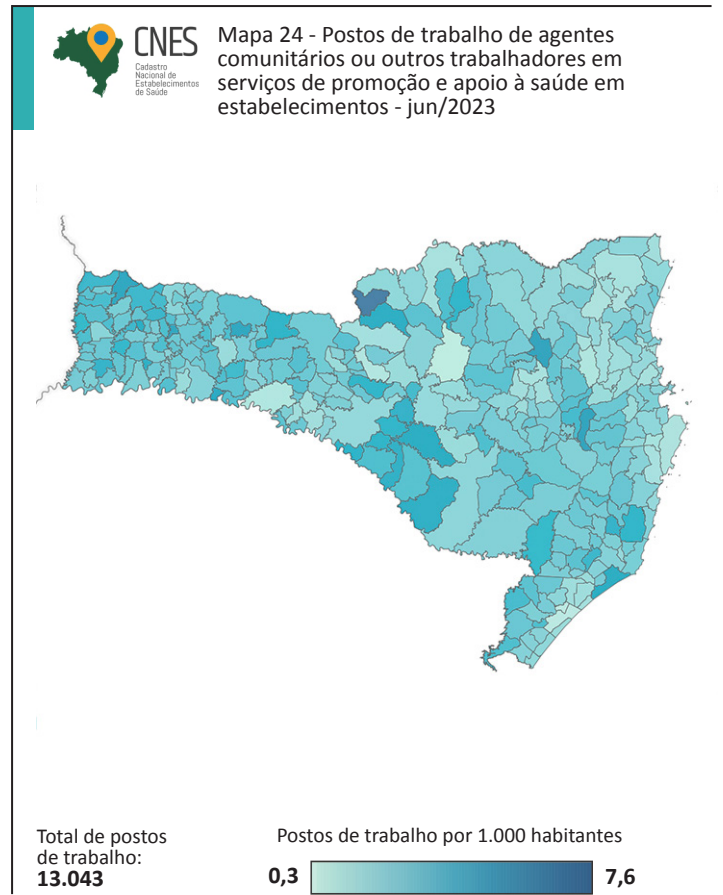 CNES
Cadastro
Nacional de
Estabelecimentos
de Saúde
Mapa 24 - Postos de trabalho de agentes
comunitários ou outros trabalhadores em
serviços de promoção e apoio à saúde em
estabelecimentos - jun/2023
Total de postos
de trabalho:
13.043
Postos de trabalho por 1.000 habitantes
0,3
7,6